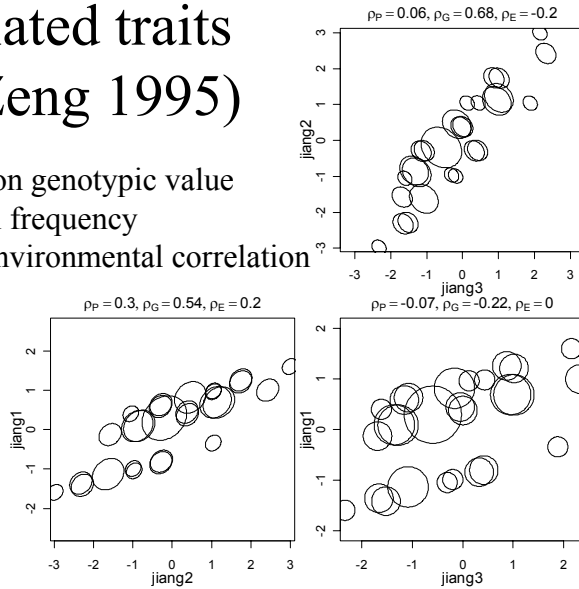 ated traits
Zeng 1995)
on genotypic value
frequency
nvironmental correlation
ρP = 0.06, ρG = 0.68, ρE = -0.2
3
2
1
0
-1
-2
-3
jiang2
-3 -2 -1 0 1 2 3
jiang3
ρP = 0.3, ρG = 0.54, ρE = 0.2
2
1
0
-1
-2
jiang1
-3 -2 -1 0 1 2 3
jiang2
ρP = -0.07, ρG = -0.22, ρE = 0
2
1
0
-1
-2
jiang1
-2 -1 0 1 2
jiang3